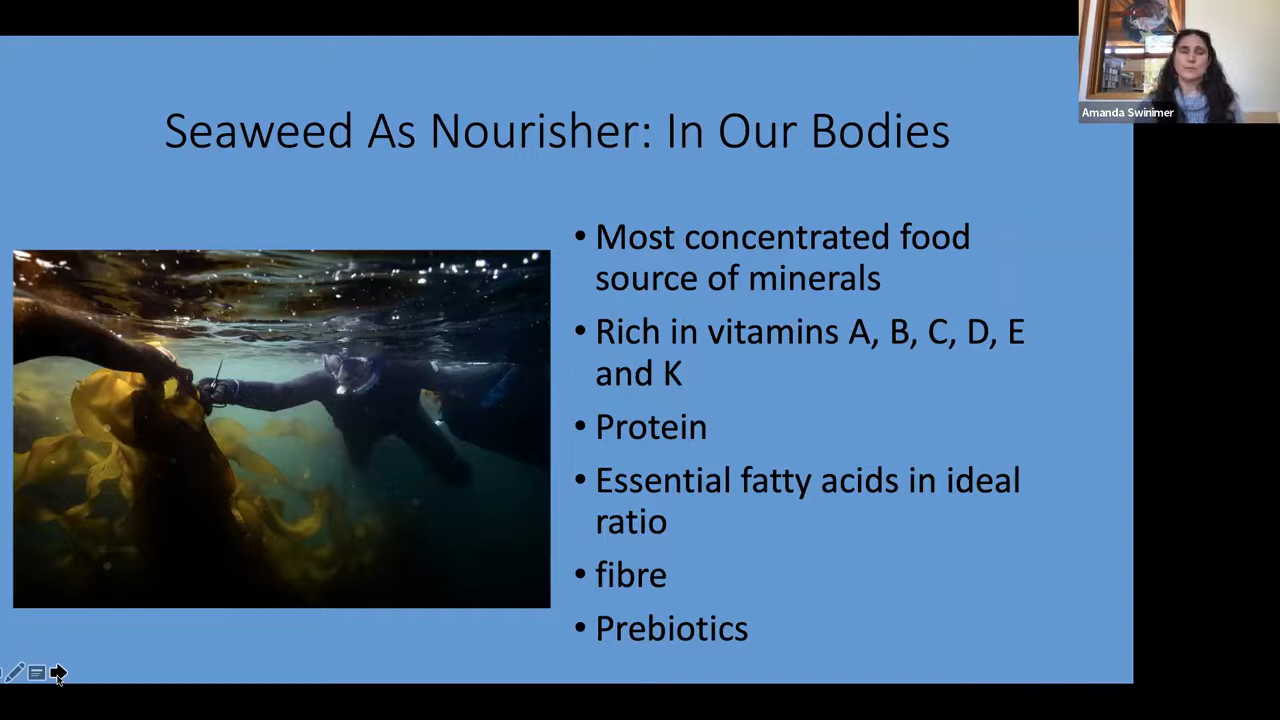 Amanda Swinimer
Seaweed As Nourisher: In Our Bodies
• Most concentrated food
source of minerals
• Rich in vitamins A, B, C, D, E
and K
• Protein
• Essential fatty acids in ideal
ratio
• fibre
• Prebiotics